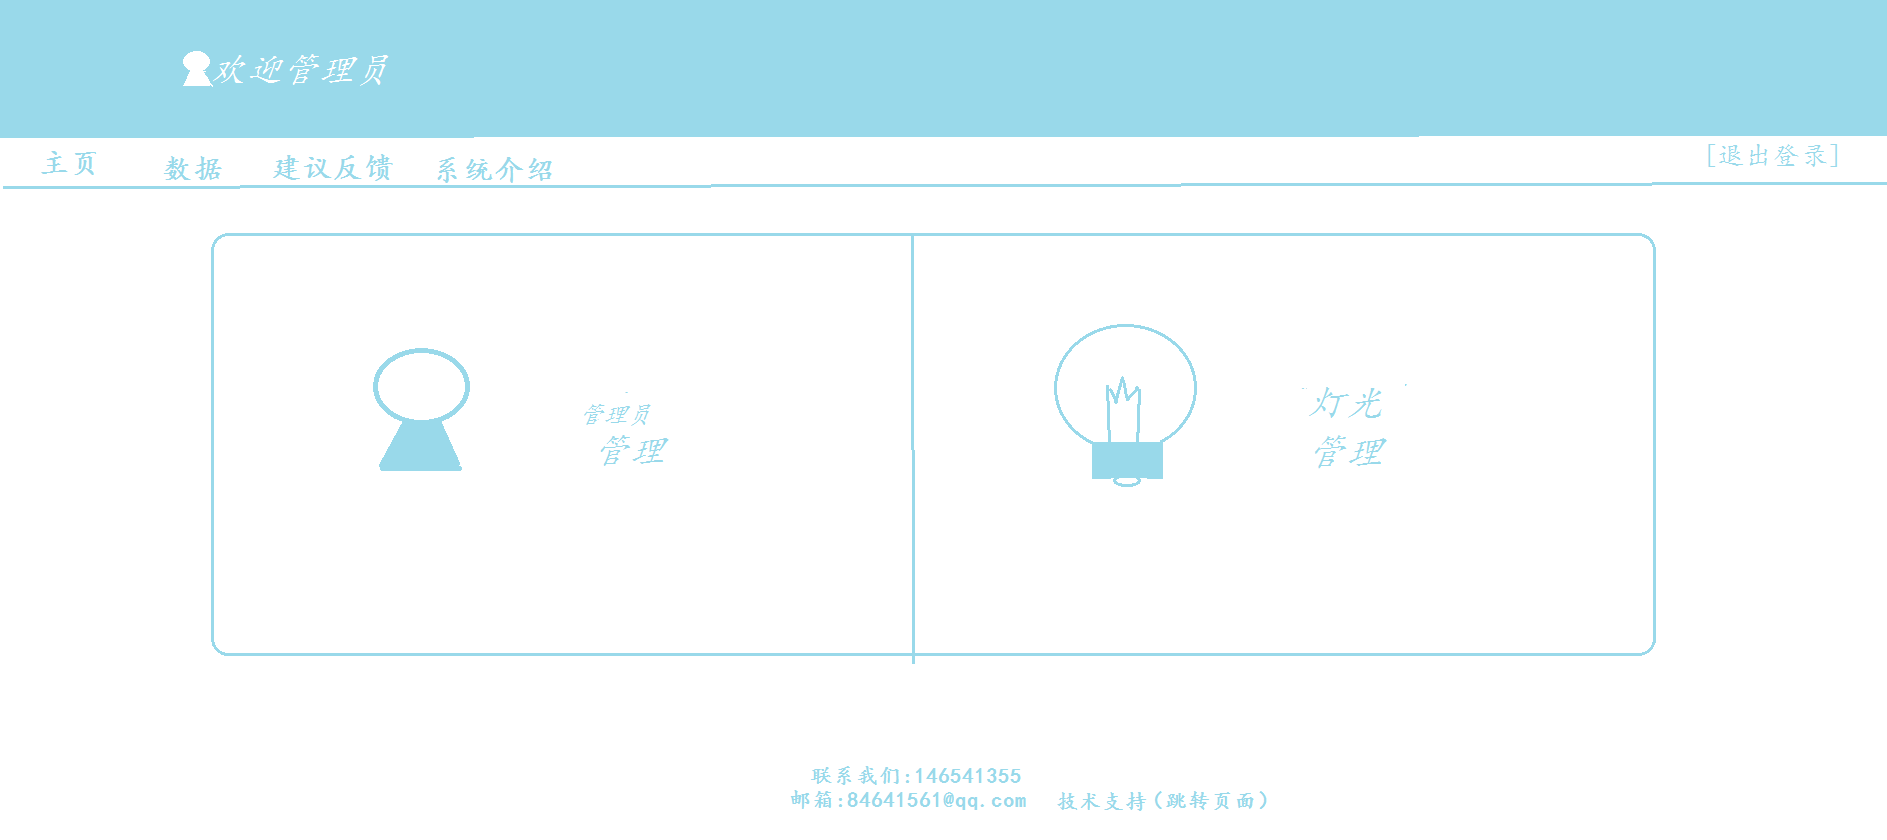 欢迎管理员
主页 数据 建议反馈 系统介绍 [退出登录]
管理员
管理
灯光
管理
联系我们:146541355
邮箱:84641561@qq.com 技术支持(跳转页面)